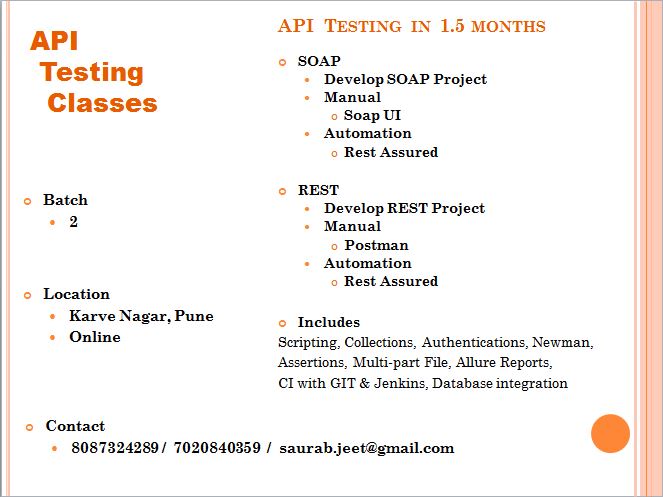 API
Testing
Classes
Batch
2
Location
Karve Nagar, Pune
Online
API TESTING IN 1.5 MONTHS
SOAP
Develop SOAP Project
Manual
Soap UI
Automation
Rest Assured
REST
Develop REST Project
Manual
Postman
Automation
Rest Assured
Includes
Scripting, Collections, Authentications, Newman,
Assertions, Multi-part File, Allure Reports,
CI with GIT & Jenkins, Database integration
Contact
8087324289 / 7020840359 / saurab.jeet@gmail.com